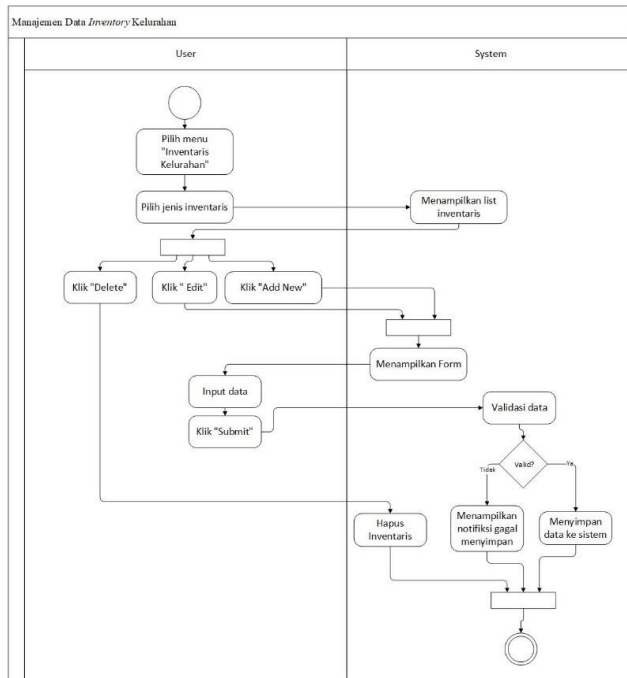 Manajemen Data Inventory Kelurahan
User
System
Pilih menu
"Inventaris
Kelurahan"
Pilih jenis inventaris
Menampilkan list
inventaris
Klik "Delete"
Klik " Edit"
Klik "Add New"
Menampilkan Form
Input data
Klik "Submit"
Validasi data
Valid?
Tidak
Ya
Hapus
Inventaris
Menampilkan
notifiksi gagal
menyimpan
Menyimpan
data ke sistem